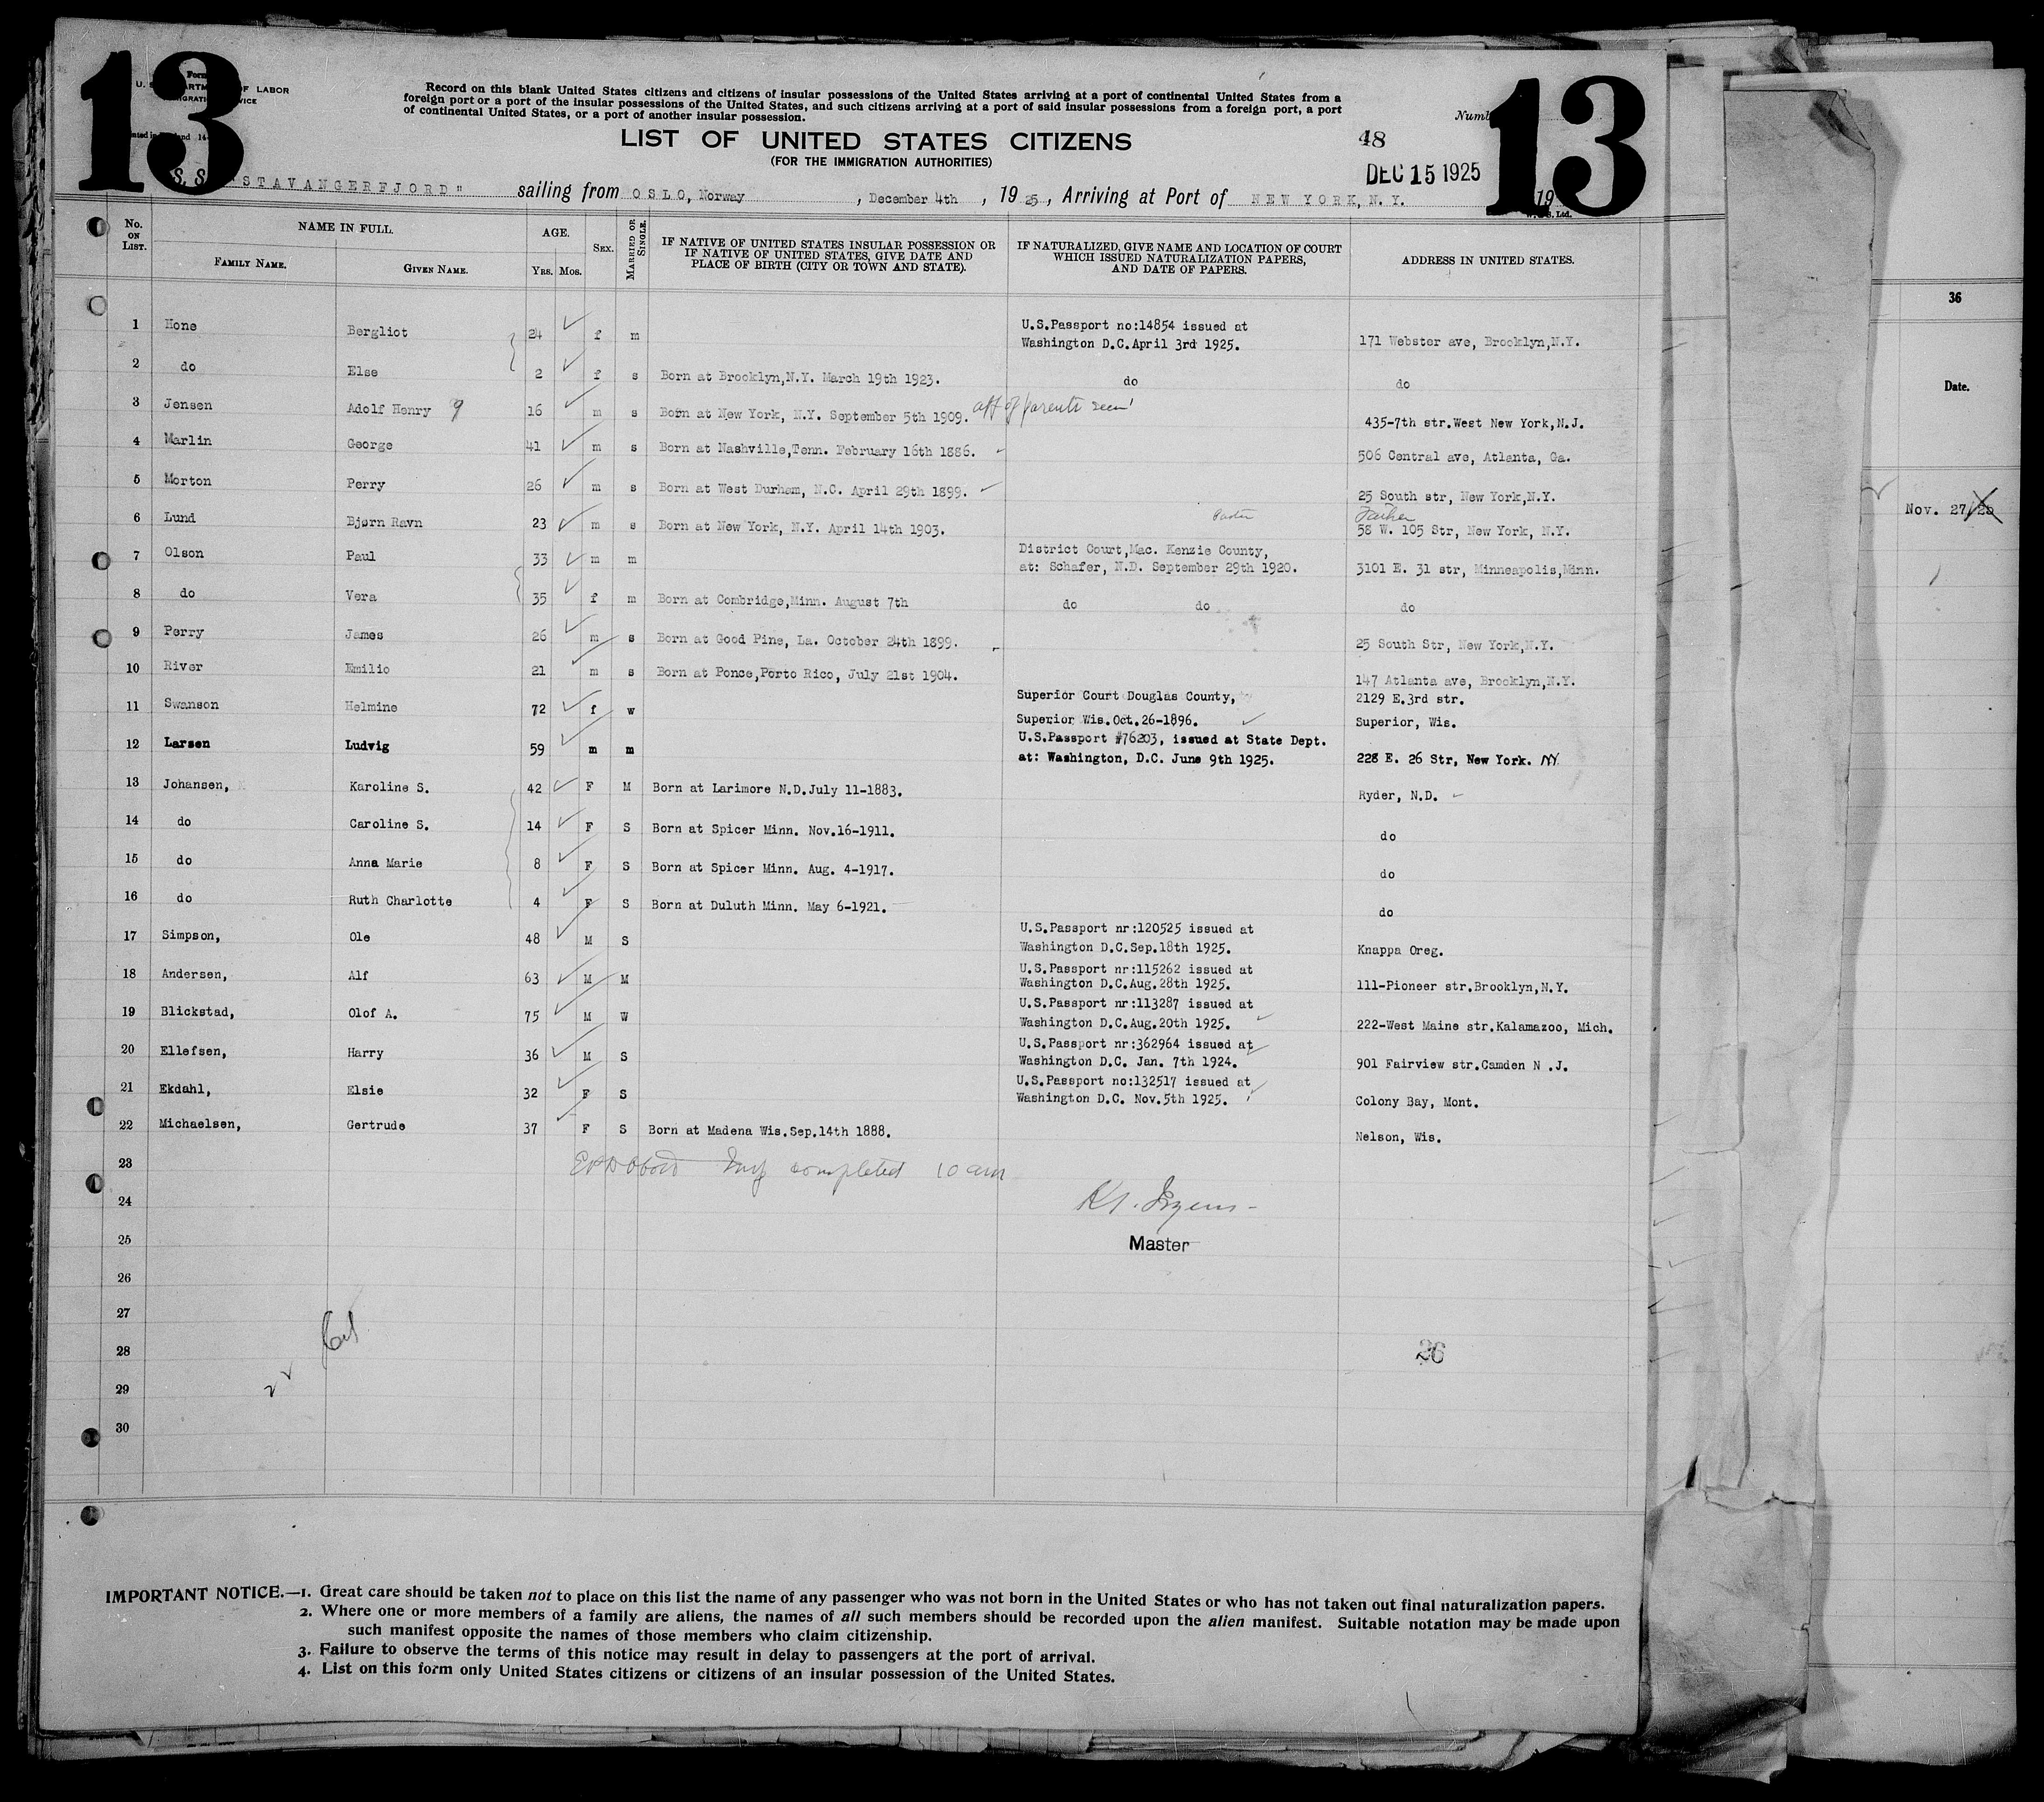 13
13
Form
U. S. DEPARTMENT OF LABOR
IMMIGRATION SERVICE
Record on this blank United States citizens and citizens of insular possessions of the United States arriving at a port of continental United States from a
foreign port or a port of the insular possessions of the United States, and such citizens arriving at a port of said insular possessions from a foreign port, a port
of continental United States, or a port of another insular possession.
LIST OF UNITED STATES CITIZENS
(FOR THE IMMIGRATION AUTHORITIES)
48
DEC 15 1925
S. S. "STAVANGERFJORD" sailing from OSLO, Norway, December 4th, 1925, Arriving at Port of NEW YORK, N.Y. 19
No. ON LIST. NAME IN FULL. FAMILY NAME. GIVEN NAME. AGE. YRS. MOS. SEX. MARRIED OR SINGLE. IF NATIVE OF UNITED STATES INSULAR POSSESSION OR IF NATIVE OF UNITED STATES, GIVE DATE AND PLACE OF BIRTH (CITY OR TOWN AND STATE). IF NATURALIZED, GIVE NAME AND LOCATION OF COURT WHICH ISSUED NATURALIZATION PAPERS, AND DATE OF PAPERS. ADDRESS IN UNITED STATES.
1 Hone Bergliot 24 f m U.S.Passport no:14854 issued at Washington D.C.April 3rd 1925. 171 Webster ave, Brooklyn,N.Y.
2 do Else 2 f s Born at Brooklyn,N.Y. March 19th 1923. do do
3 Jensen Adolf Henry 9 16 m s Born at New York, N.Y. September 5th 1909. aff of parents seen 435-7th str.West New York,N.J.
4 Marlin George 41 m s Born at Nashville,Tenn. February 16th 1886. 506 Central ave, Atlanta, Ga.
5 Morton Perry 26 m s Born at West Durham, N.C. April 29th 1899. 25 South str, New York,N.Y.
6 Lund Bjørn Ravn 23 m s Born at New York, N.Y. April 14th 1903. Father 58 W. 105 Str, New York, N.Y.
7 Olson Paul 33 m m District Court,Mac. Kenzie County, at: Schafer, N.D. September 29th 1920. 3101 E. 31 str, Minneapolis,Minn.
8 do Vera 35 f m Born at Combridge,Minn. August 7th do do do
9 Perry James 26 m s Born at Good Pine, La. October 24th 1899. 25 South Str, New York,N.Y.
10 River Emilio 21 m s Born at Ponce,Porto Rico, July 21st 1904. 147 Atlanta ave, Brooklyn,N.Y.
11 Swanson Helmine 72 f w Superior Court Douglas County, Superior Wis.Oct.26-1896. 2129 E.3rd str. Superior, Wis.
12 Larsen Ludvig 59 m m U.S.Passport #76203, issued at State Dept. at: Washington, D.C. June 9th 1925. 228 E. 26 Str, New York. NY
13 Johansen, Karoline S. 42 F M Born at Larimore N.D.July 11-1883. Ryder, N.D.
14 do Caroline S. 14 F S Born at Spicer Minn. Nov.16-1911. do
15 do Anna Marie 8 F S Born at Spicer Minn. Aug. 4-1917. do
16 do Ruth Charlotte 4 F S Born at Duluth Minn. May 6-1921. do
17 Simpson, Ole 48 M S U.S.Passport nr:120525 issued at Washington D.C.Sep.18th 1925. Knappa Oreg.
18 Andersen, Alf 63 M M U.S.Passport nr:115262 issued at Washington D.C.Aug.28th 1925. 111-Pioneer str.Brooklyn,N.Y.
19 Blickstad, Olof A. 75 M W U.S.Passport nr:113287 issued at Washington D.C.Aug.20th 1925. 222-West Maine str.Kalamazoo, Mich.
20 Ellefsen, Harry 36 M S U.S.Passport nr:362964 issued at Washington D.C. Jan. 7th 1924. 901 Fairview str.Camden N .J.
21 Ekdahl, Elsie 32 F S U.S.Passport no:132517 issued at Washington D.C. Nov.5th 1925. Colony Bay, Mont.
22 Michaelsen, Gertrude 37 F S Born at Madena Wis.Sep.14th 1888. Nelson, Wis.
23 completed 10 am
24
25 Master
26
27
28 26
29
30
IMPORTANT NOTICE.—1. Great care should be taken not to place on this list the name of any passenger who was not born in the United States or who has not taken out final naturalization papers.
2. Where one or more members of a family are aliens, the names of all such members should be recorded upon the alien manifest. Suitable notation may be made upon
such manifest opposite the names of those members who claim citizenship.
3. Failure to observe the terms of this notice may result in delay to passengers at the port of arrival.
4. List on this form only United States citizens or citizens of an insular possession of the United States.
36
Date.
Nov. 27/25